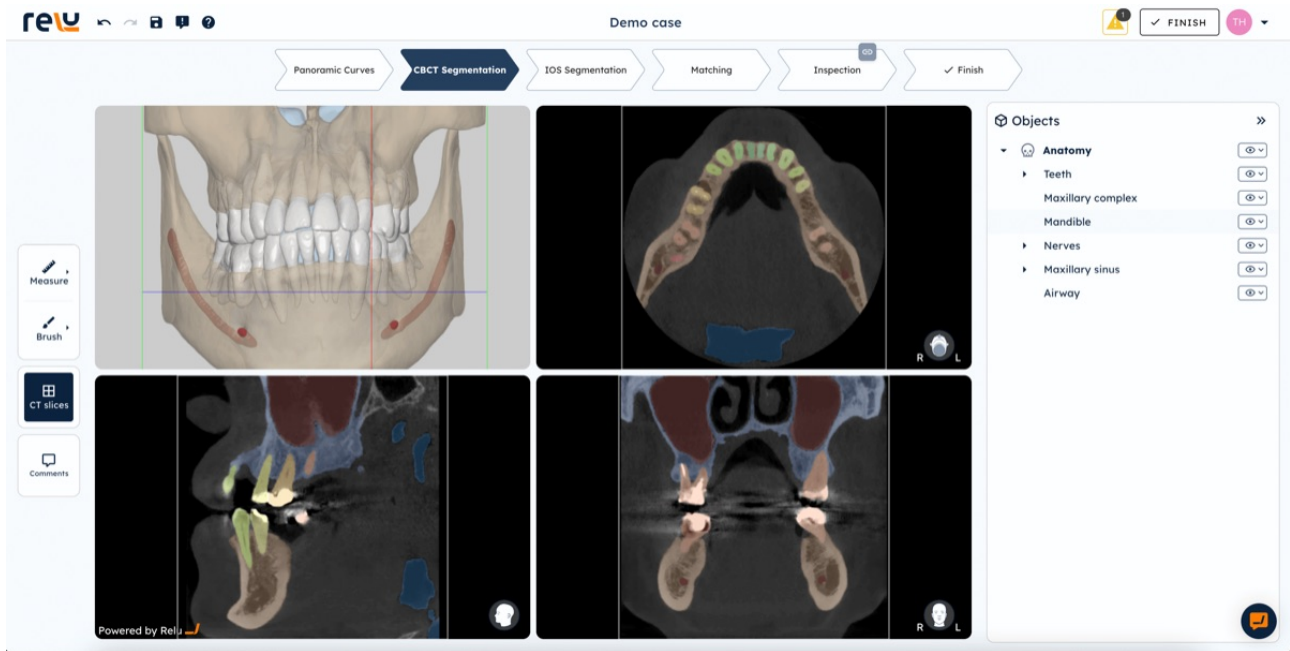 relu
Demo case
1
FINISH
TH
Panoramic Curves
CBCT Segmentation
IOS Segmentation
Matching
Inspection
Finish
Measure
Brush
CT slices
Comments
R L
Powered by Relu
R L
Objects
Anatomy
Teeth
Maxillary complex
Mandible
Nerves
Maxillary sinus
Airway